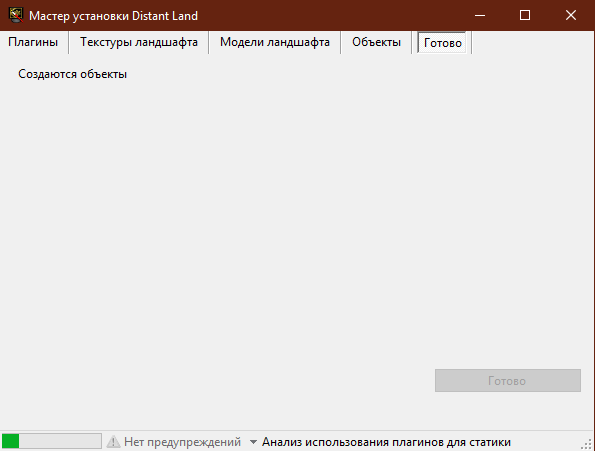 Мастер установки Distant Land
Плагины Текстуры ландшафта Модели ландшафта Объекты Готово
Создаются объекты
Готово
Нет предупреждений Анализ использования плагинов для статики